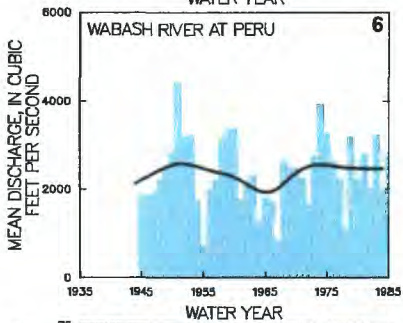 WATER YEAR
6000
WABASH RIVER AT PERU 6
MEAN DISCHARGE, IN CUBIC
FEET PER SECOND
4000
2000
0
1935 1945 1955 1965 1975 1985
WATER YEAR